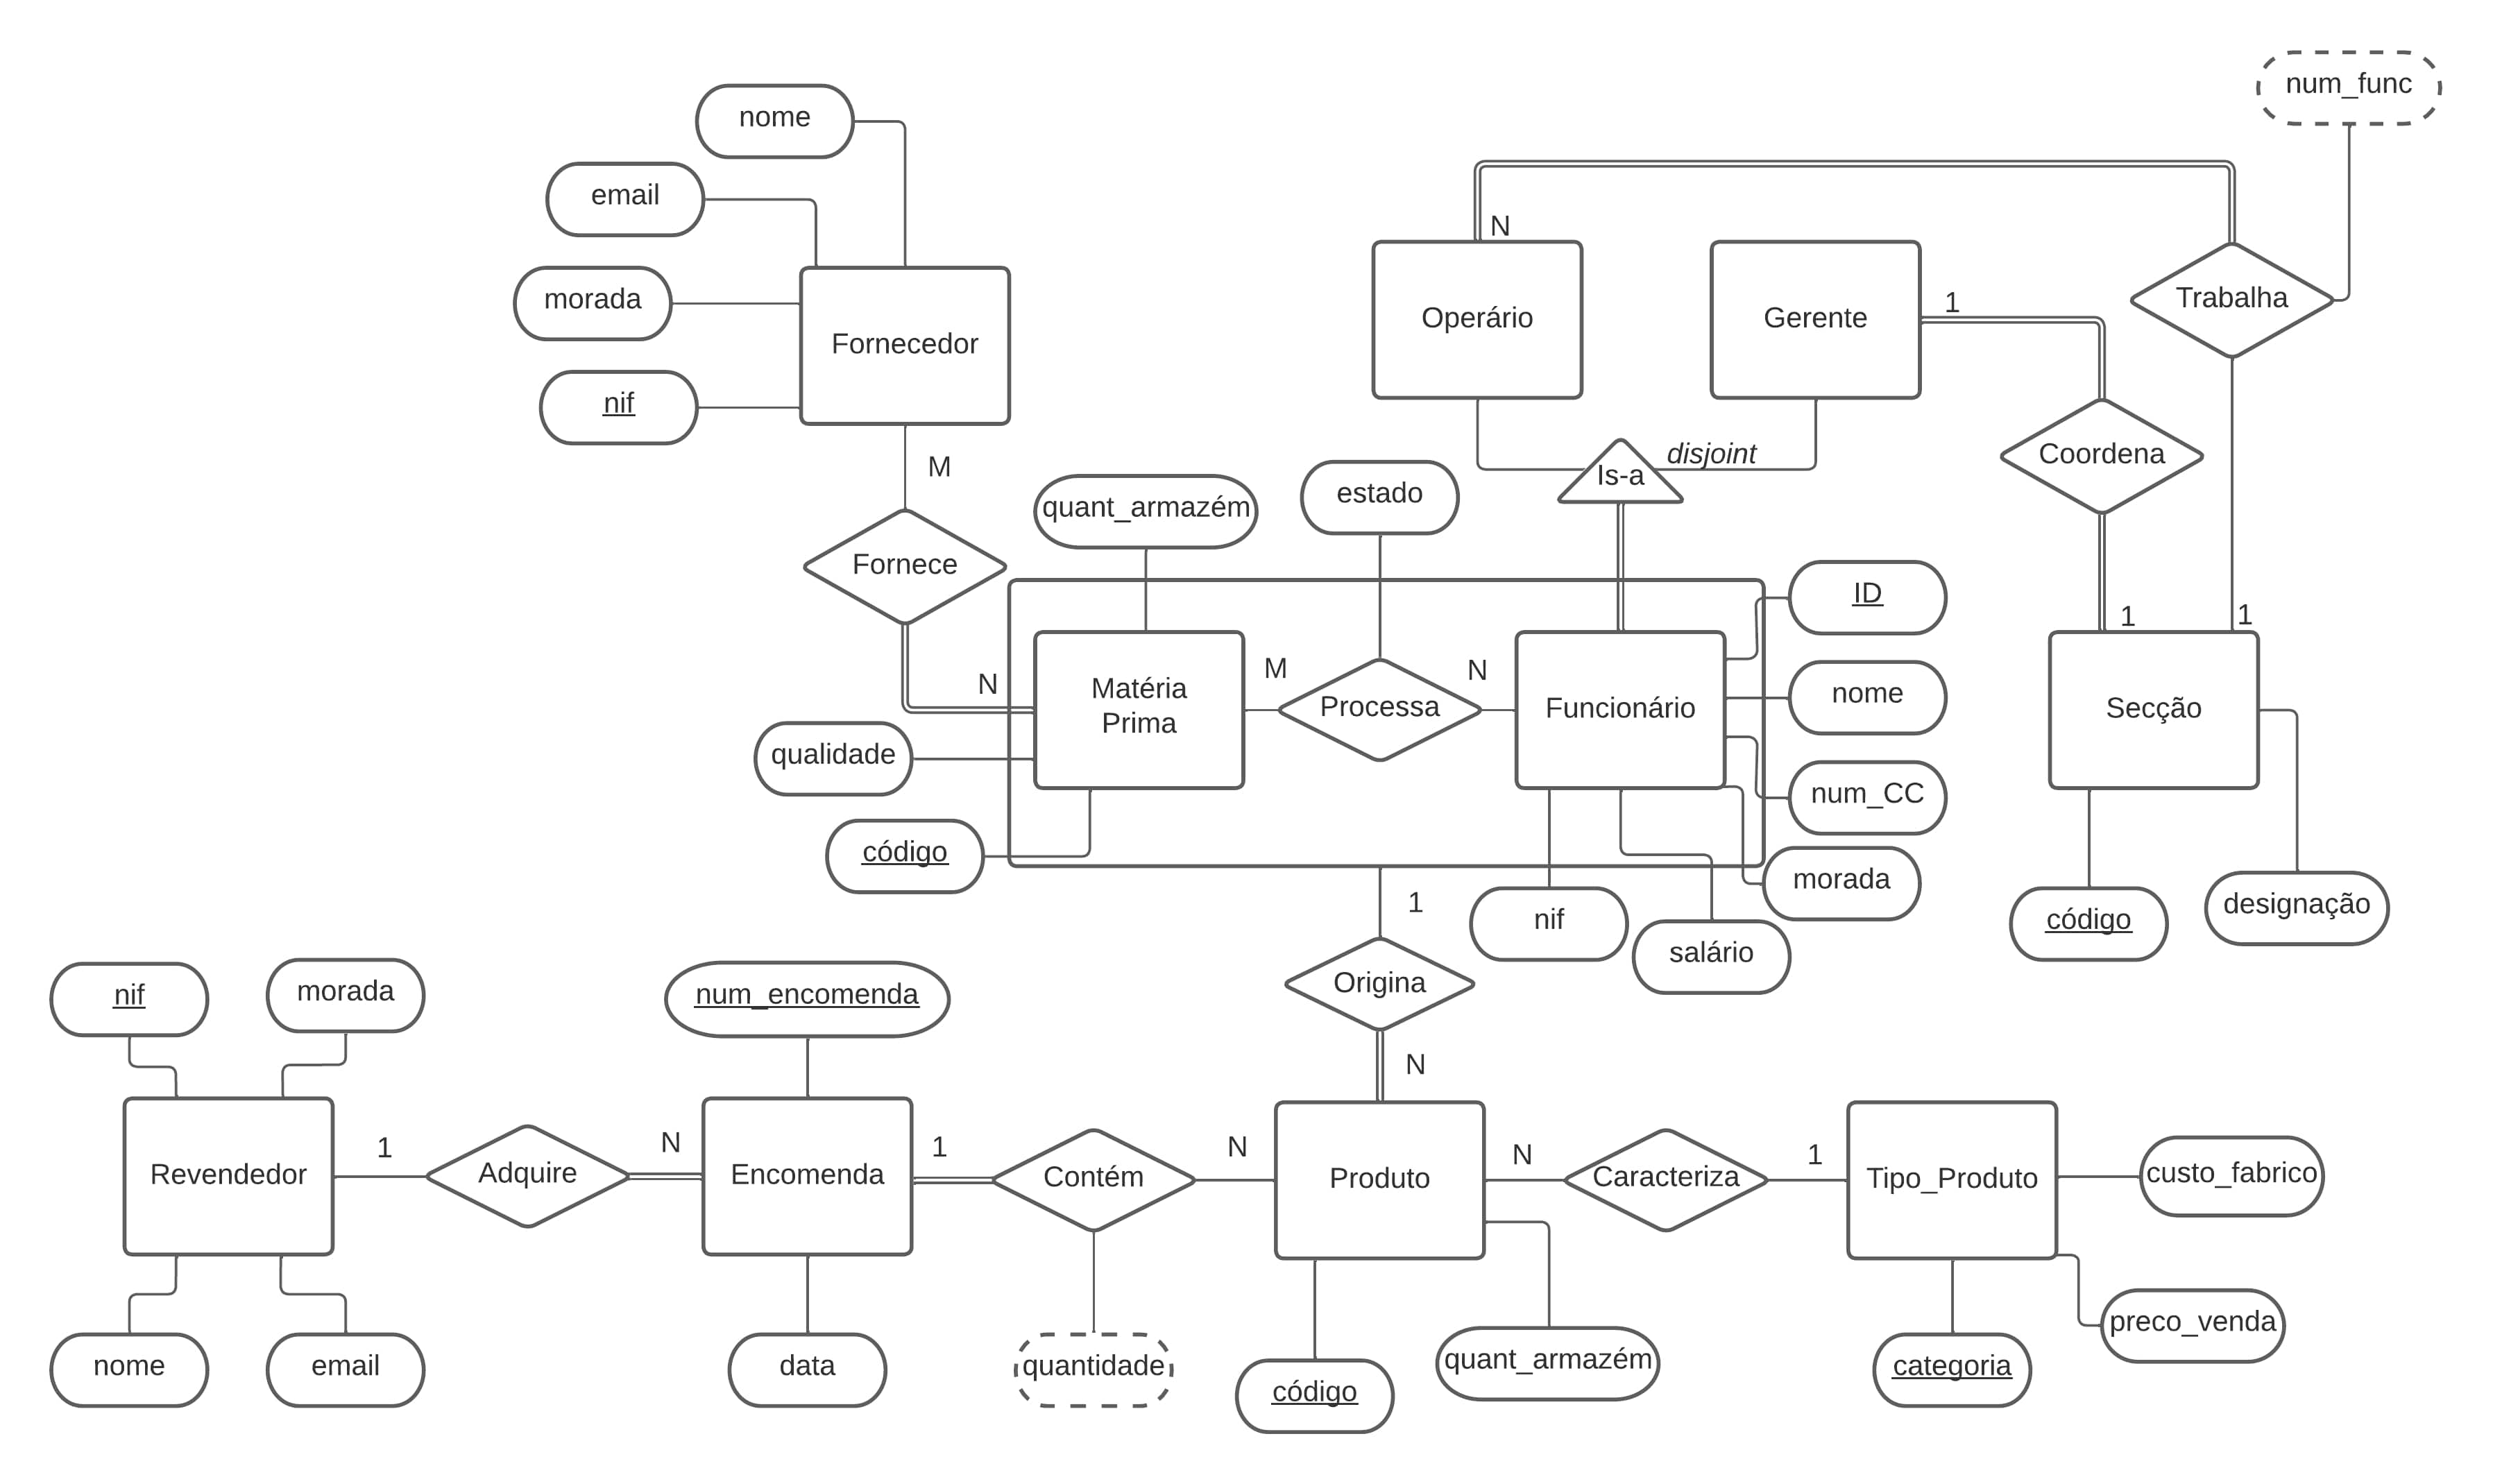 num_func
nome
email
N
morada
Fornecedor
Operário
Gerente
1
Trabalha
nif
M
disjoint
Is-a
Coordena
quant_armazém
estado
Fornece
ID
1
1
N
Matéria
Prima
M
Processa
N
Funcionário
nome
Secção
qualidade
num_CC
código
1
morada
nif
código
designação
salário
nif
morada
num_encomenda
Origina
N
Revendedor
1
Adquire
N
Encomenda
1
Contém
N
Produto
N
Caracteriza
1
Tipo_Produto
custo_fabrico
preco_venda
nome
email
data
quantidade
código
quant_armazém
categoria